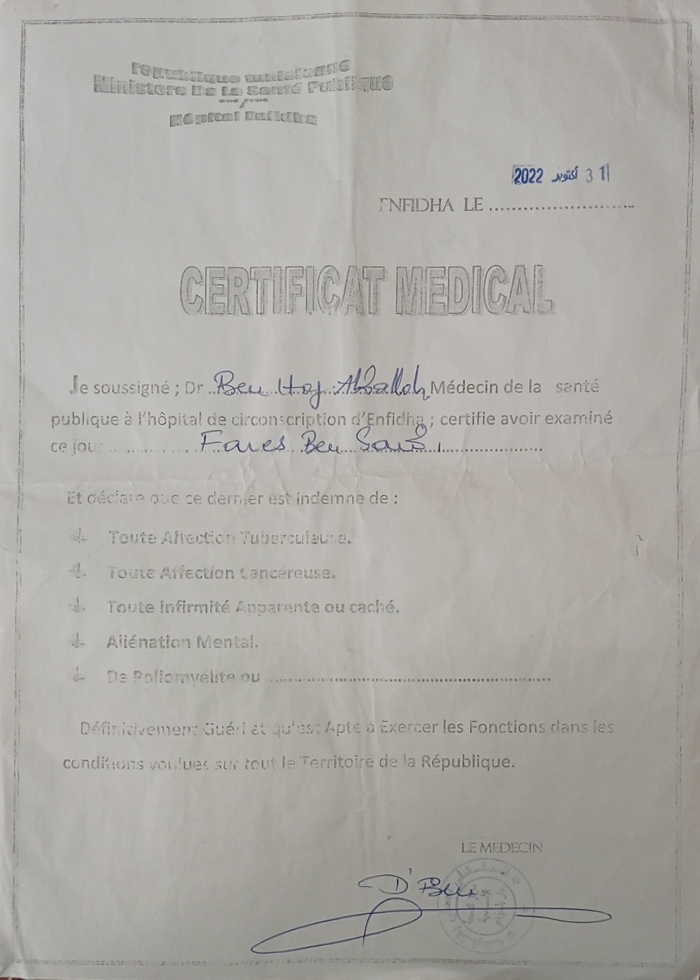 République tunisienne
Ministere De La Santé Publique
Hôpital Enfidha
2022 أكتوبر 31
ENFIDHA LE ..........................
CERTIFICAT MEDICAL
Je soussigné ; Dr ..Ben Haj Abdallah Médecin de la santé
publique à l'hôpital de circonscription d'Enfidha ; certifie avoir examiné
ce jour .................. Fares Ben ..................
Et déclare que ce dernier est indemne de :
Toute Affection Tuberculeuse.
Toute Affection Cancéreuse.
Toute Infirmité Apparente ou caché.
Aliénation Mental.
De Poliomyélite ou ..................................................
Définitivement Guéri et qu'est Apte à Exercer les Fonctions dans les
conditions voulues sur tout le Territoire de la République.
LE MEDECIN
Dr Ben